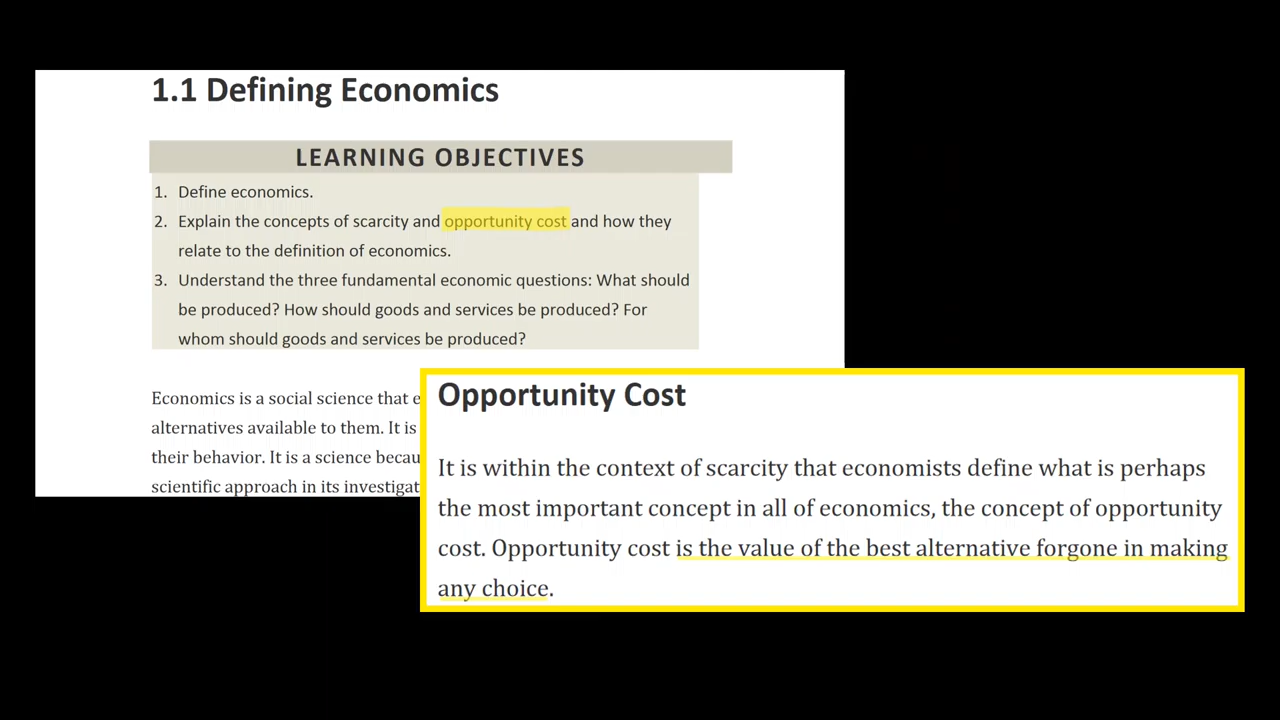 1.1 Defining Economics
LEARNING OBJECTIVES
1. Define economics.
2. Explain the concepts of scarcity and opportunity cost and how they
relate to the definition of economics.
3. Understand the three fundamental economic questions: What should
be produced? How should goods and services be produced? For
whom should goods and services be produced?
Economics is a social science that
alternatives available to them. It is
their behavior. It is a science
scientific approach in its
Opportunity Cost
It is within the context of scarcity that economists define what is perhaps
the most important concept in all of economics, the concept of opportunity
cost. Opportunity cost is the value of the best alternative forgone in making
any choice.